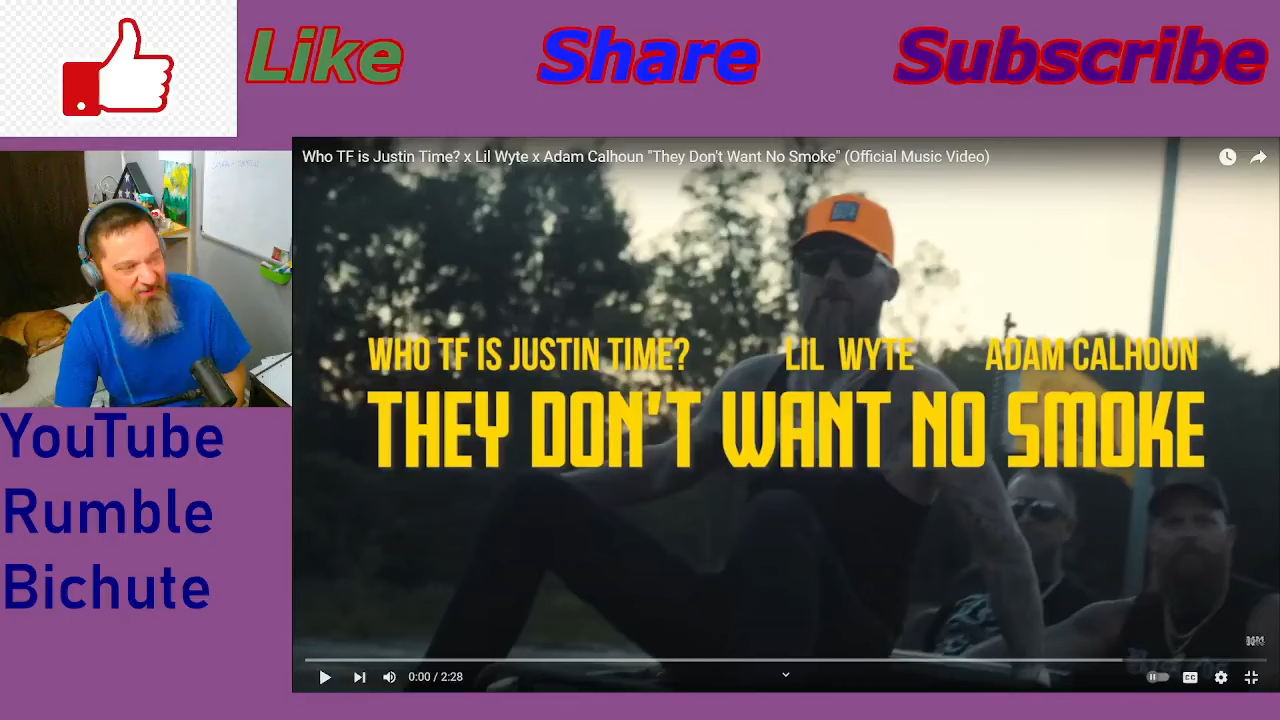 Like Share Subscribe
Who TF is Justin Time? x Lil Wyte x Adam Calhoun "They Don't Want No Smoke" (Official Music Video)
WHO TF IS JUSTIN TIME? LIL WYTE ADAM CALHOUN
THEY DON'T WANT NO SMOKE
YouTube
Rumble
Bichute
0:00 / 2:28
CC